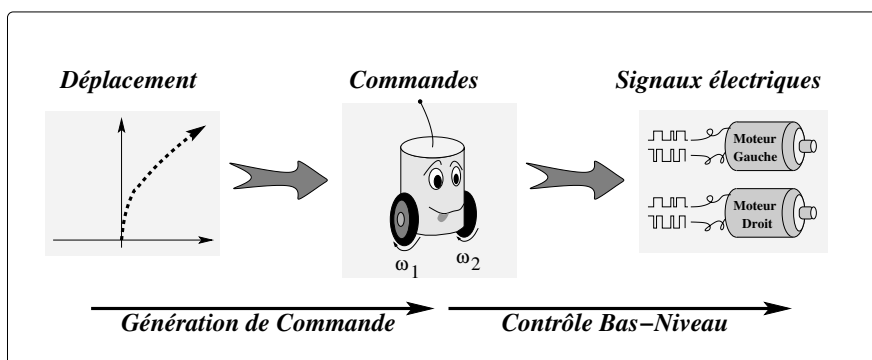 Déplacement
Commandes
Signaux électriques
Moteur
Gauche
Moteur
Droit
ω1
ω2
Génération de Commande
Contrôle Bas−Niveau